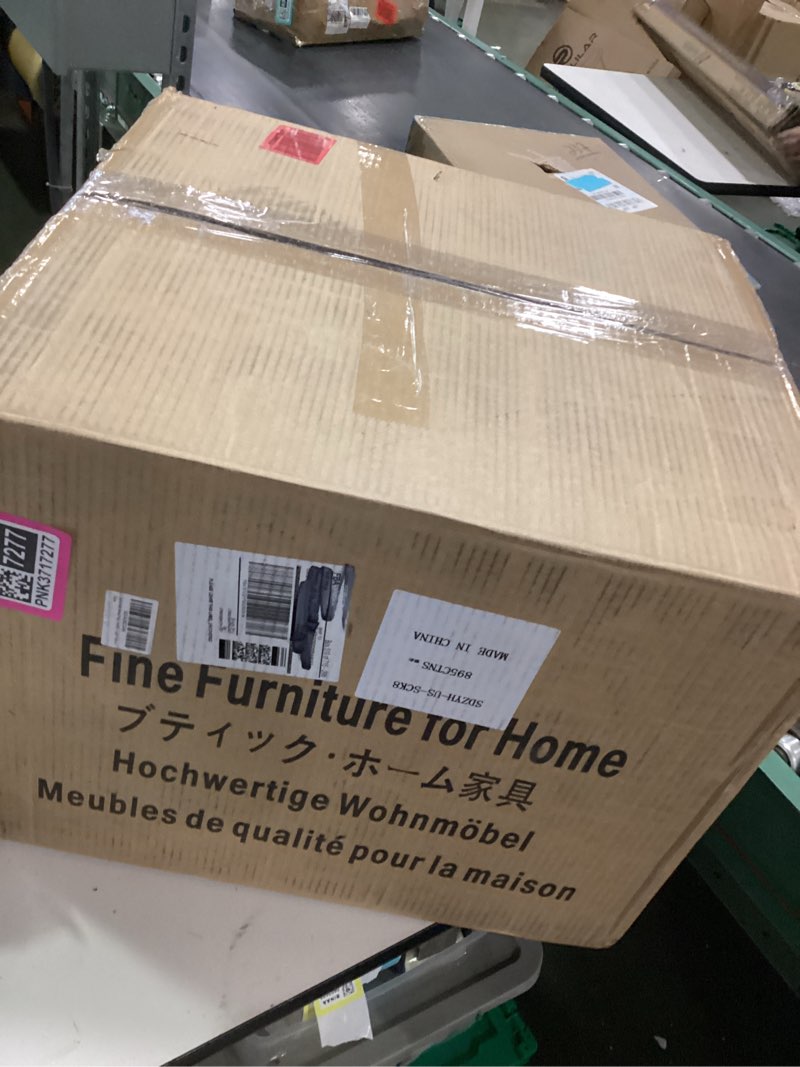 7277
PNK3717277
SDZYH-US-SCK8
895CTNS
MADE IN CHINA
Fine Furniture for Home
ブティック・ホーム家具
Hochwertige Wohnmöbel
Meubles de qualité pour la maison